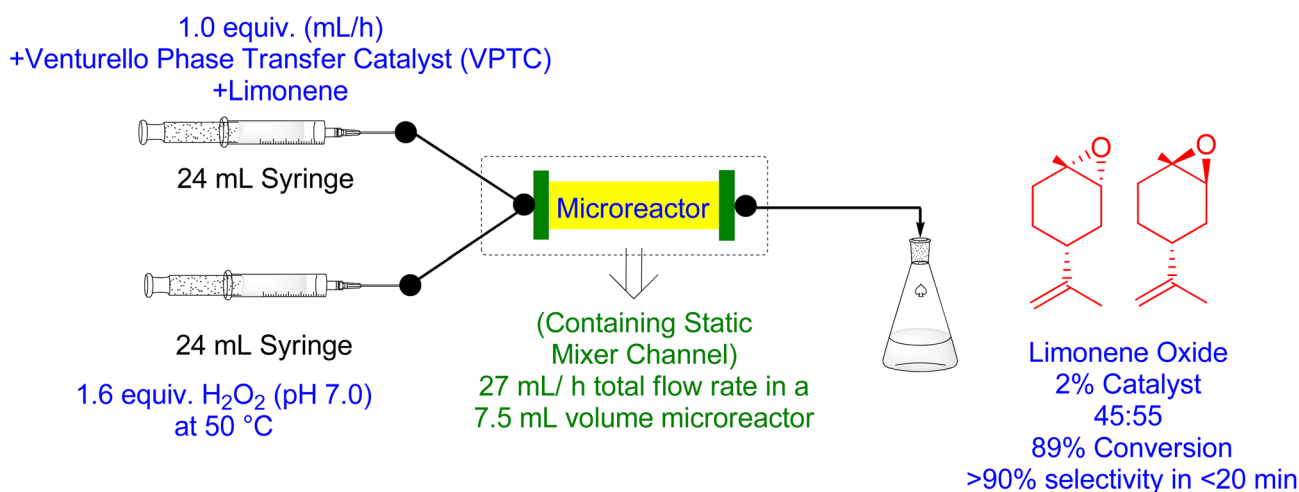 1.0 equiv. (mL/h)
+Venturello Phase Transfer Catalyst (VPTC)
+Limonene
24 mL Syringe
24 mL Syringe
1.6 equiv. H₂O₂ (pH 7.0)
at 50 °C
Microreactor
(Containing Static
Mixer Channel)
27 mL/ h total flow rate in a
7.5 mL volume microreactor
O
O
Limonene Oxide
2% Catalyst
45:55
89% Conversion
>90% selectivity in <20 min